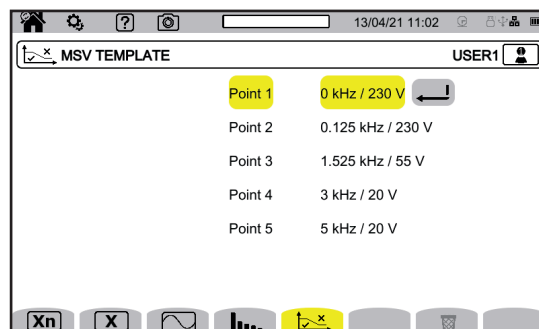 ? 13/04/21 11:02
MSV TEMPLATE USER1
Point 1 0 kHz / 230 V
Point 2 0.125 kHz / 230 V
Point 3 1.525 kHz / 55 V
Point 4 3 kHz / 20 V
Point 5 5 kHz / 20 V
Xn X